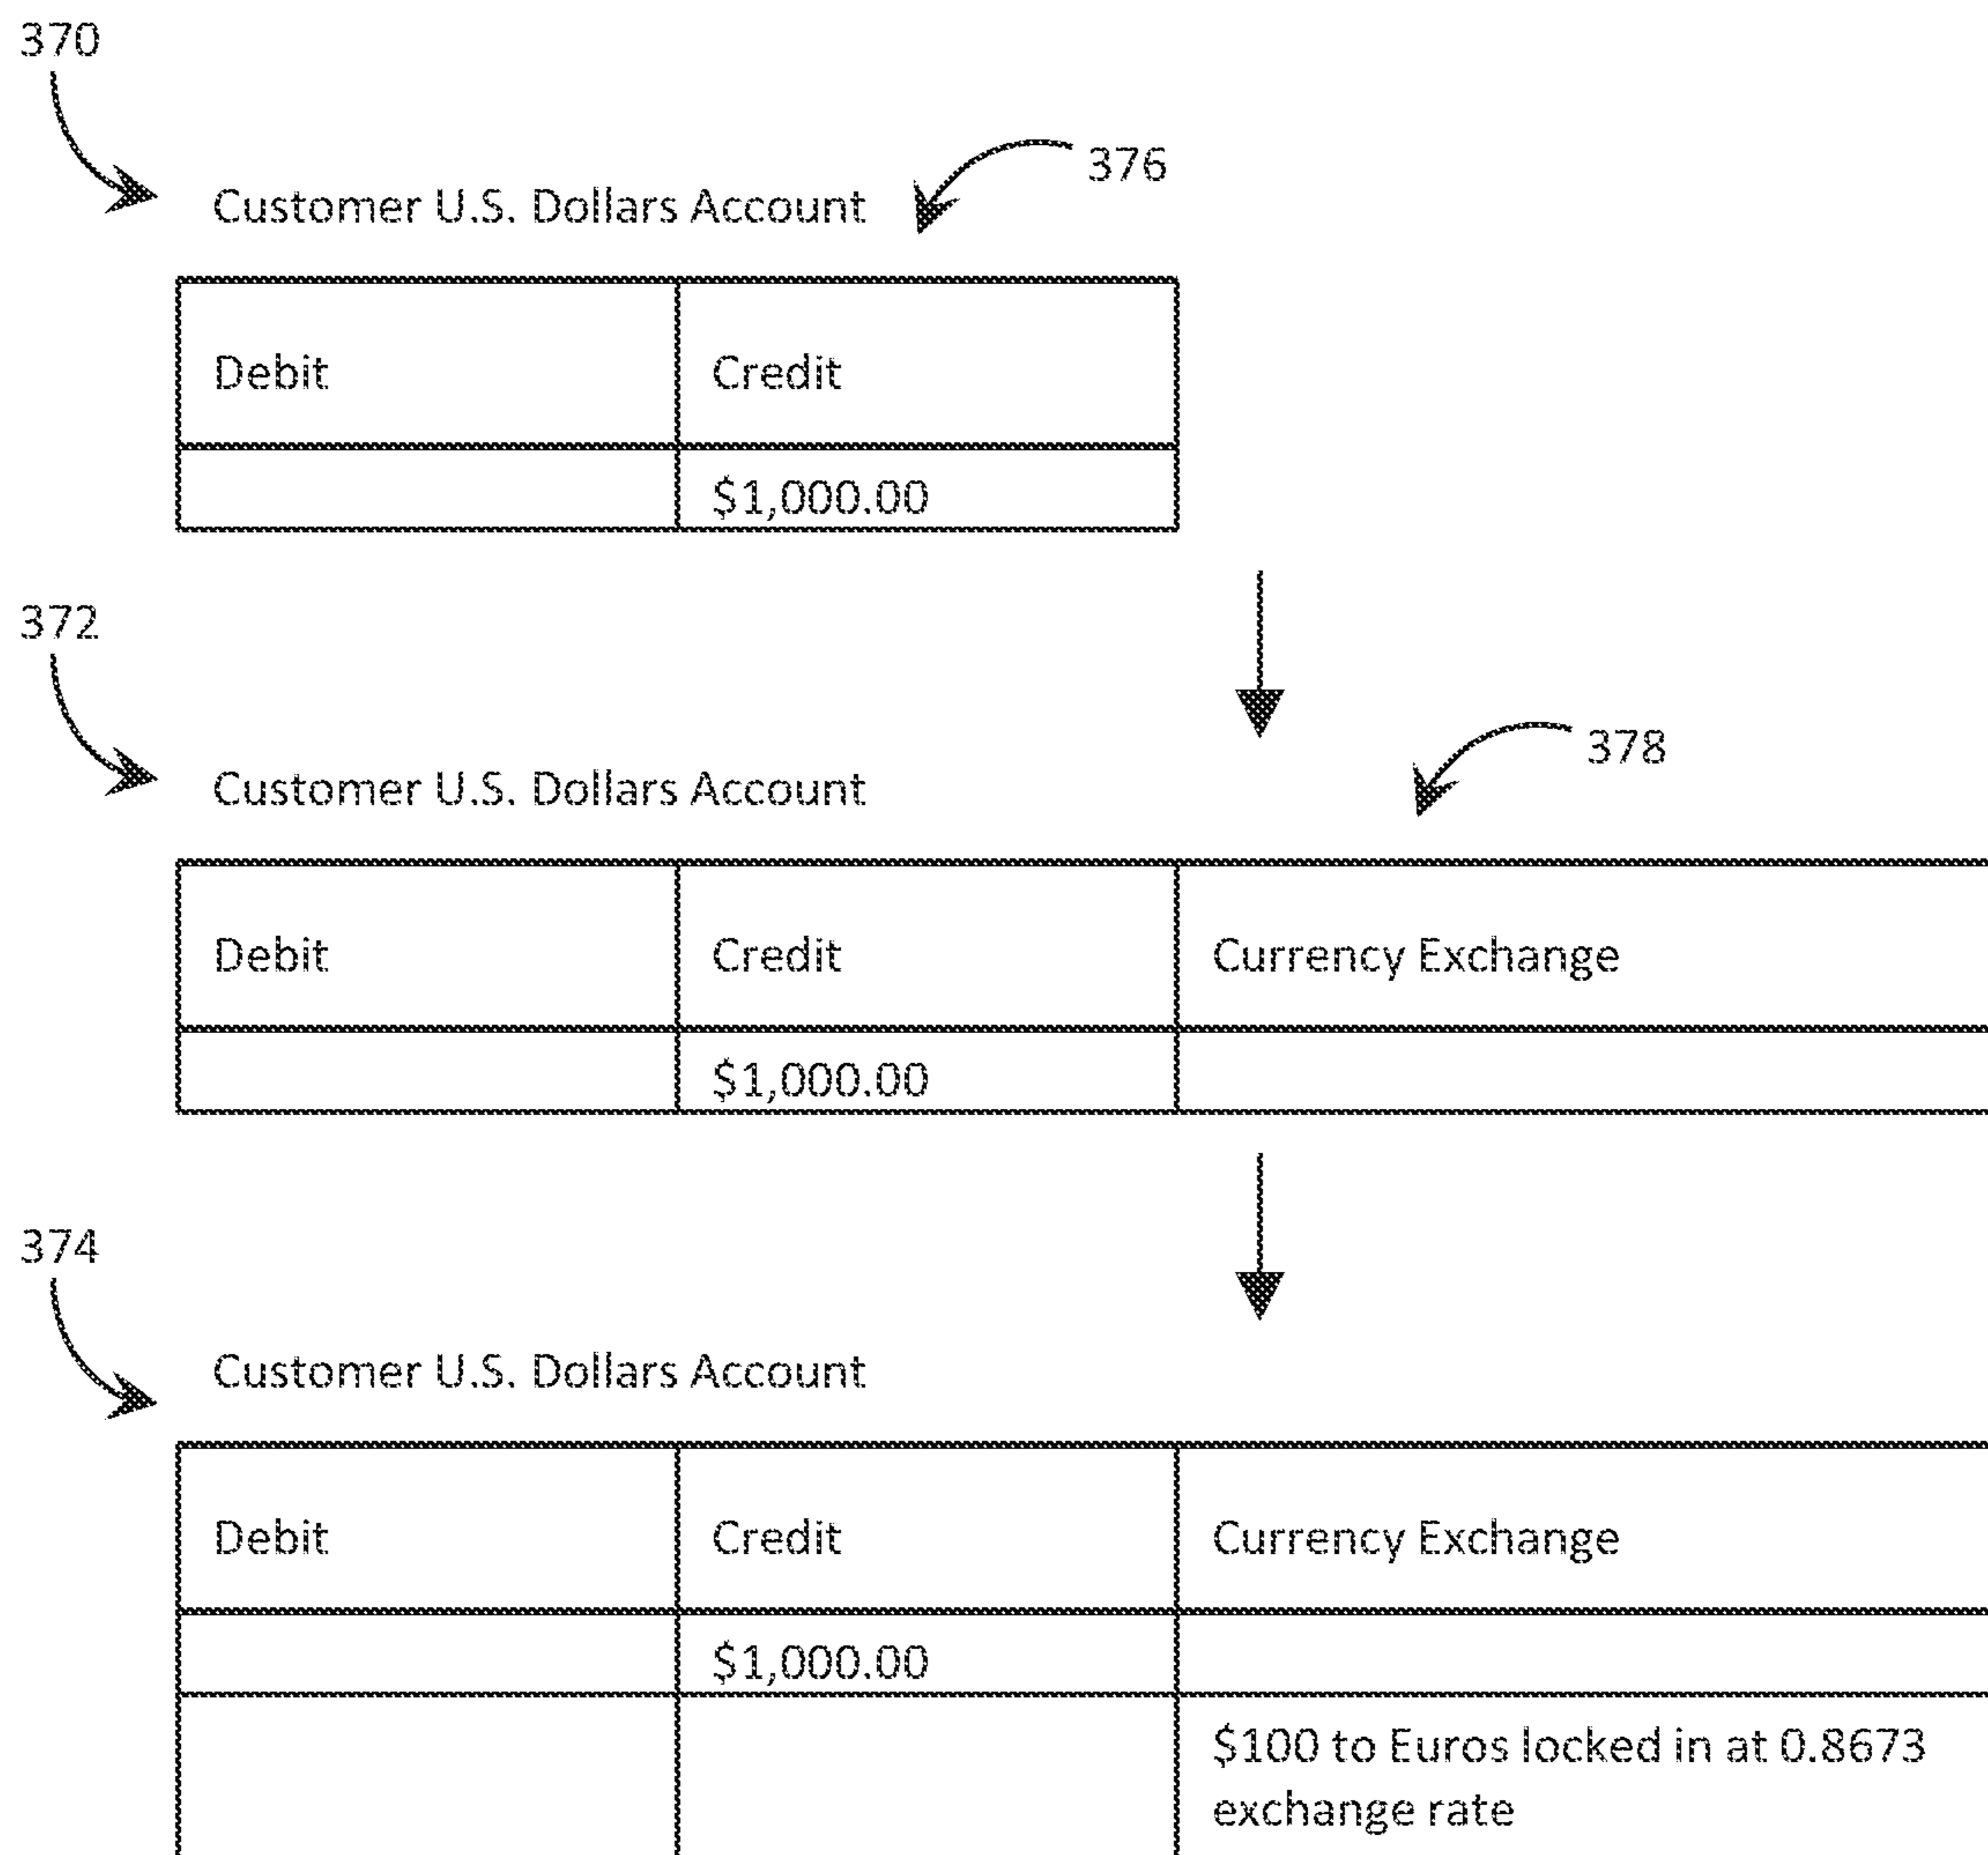 370
376
Customer U.S. Dollars Account
Debit Credit
$1,000.00
372
378
Customer U.S. Dollars Account
Debit Credit Currency Exchange
$1,000.00
374
Customer U.S. Dollars Account
Debit Credit Currency Exchange
$1,000.00
$100 to Euros locked in at 0.8673
exchange rate